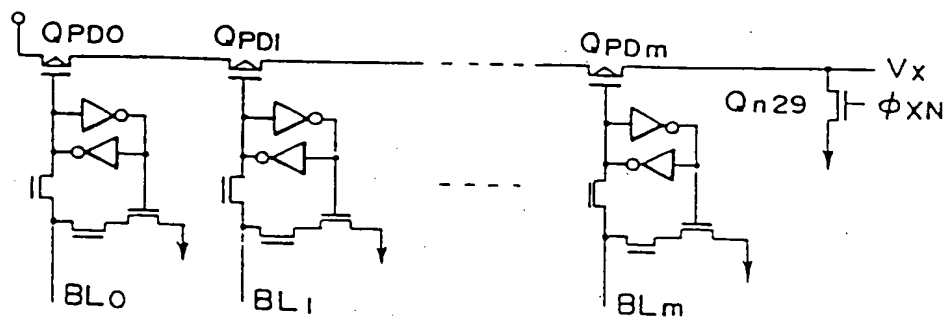 QPD0
QPD1
QPDm
VX
Qn29
ϕXN
BL0
BL1
BLm